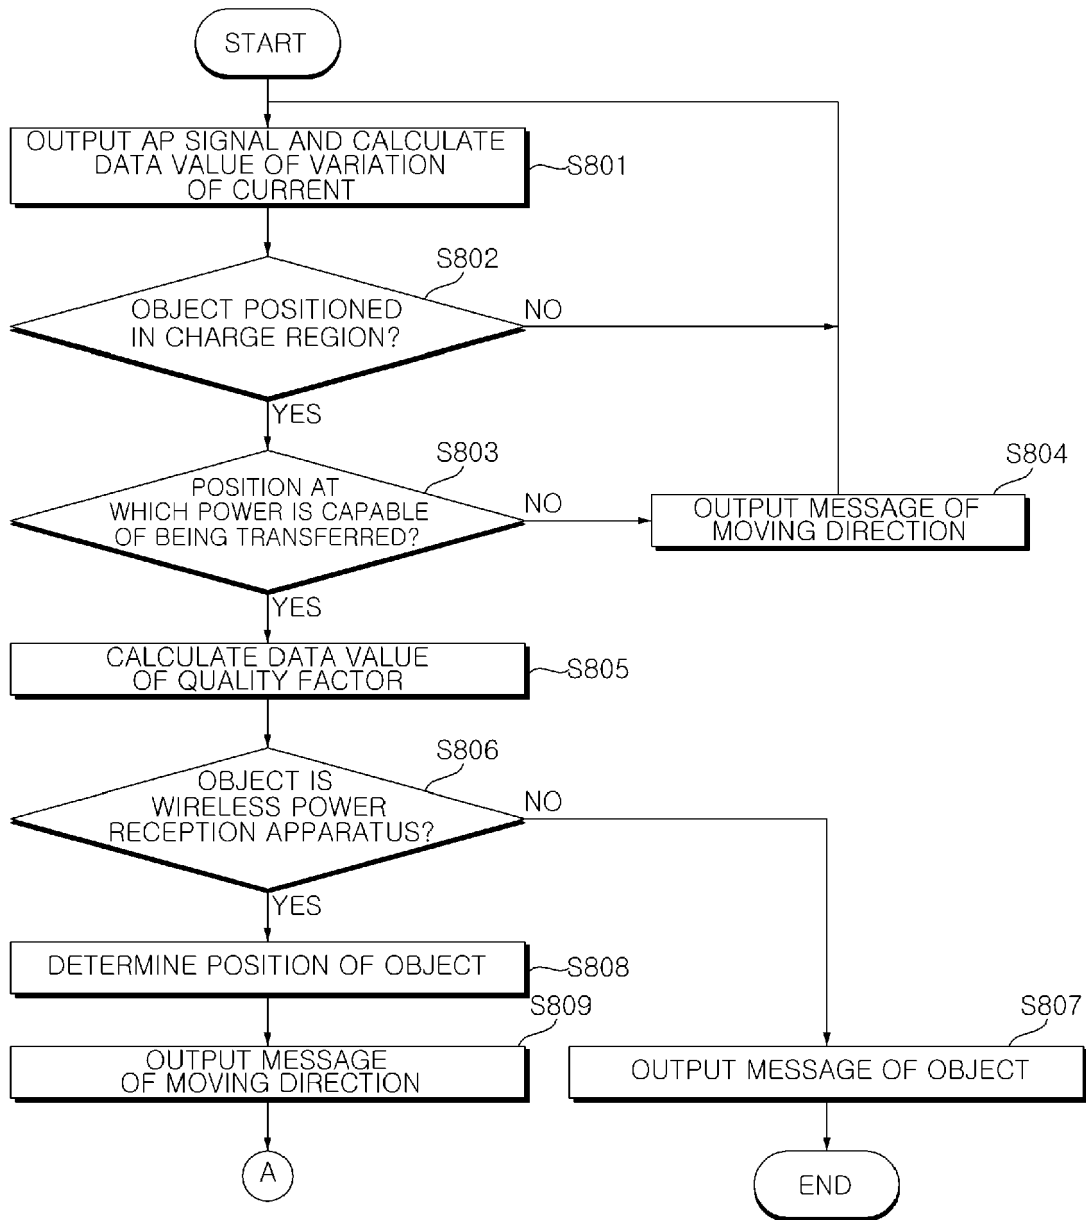 START
OUTPUT AP SIGNAL AND CALCULATE
DATA VALUE OF VARIATION
OF CURRENT
S801
S802
OBJECT POSITIONED
IN CHARGE REGION?
NO
YES
S803
POSITION AT
WHICH POWER IS CAPABLE
OF BEING TRANSFERRED?
NO
S804
OUTPUT MESSAGE OF
MOVING DIRECTION
YES
CALCULATE DATA VALUE
OF QUALITY FACTOR
S805
S806
OBJECT IS
WIRELESS POWER
RECEPTION APPARATUS?
NO
YES
DETERMINE POSITION OF OBJECT
S808
S809
OUTPUT MESSAGE
OF MOVING DIRECTION
S807
OUTPUT MESSAGE OF OBJECT
A
END